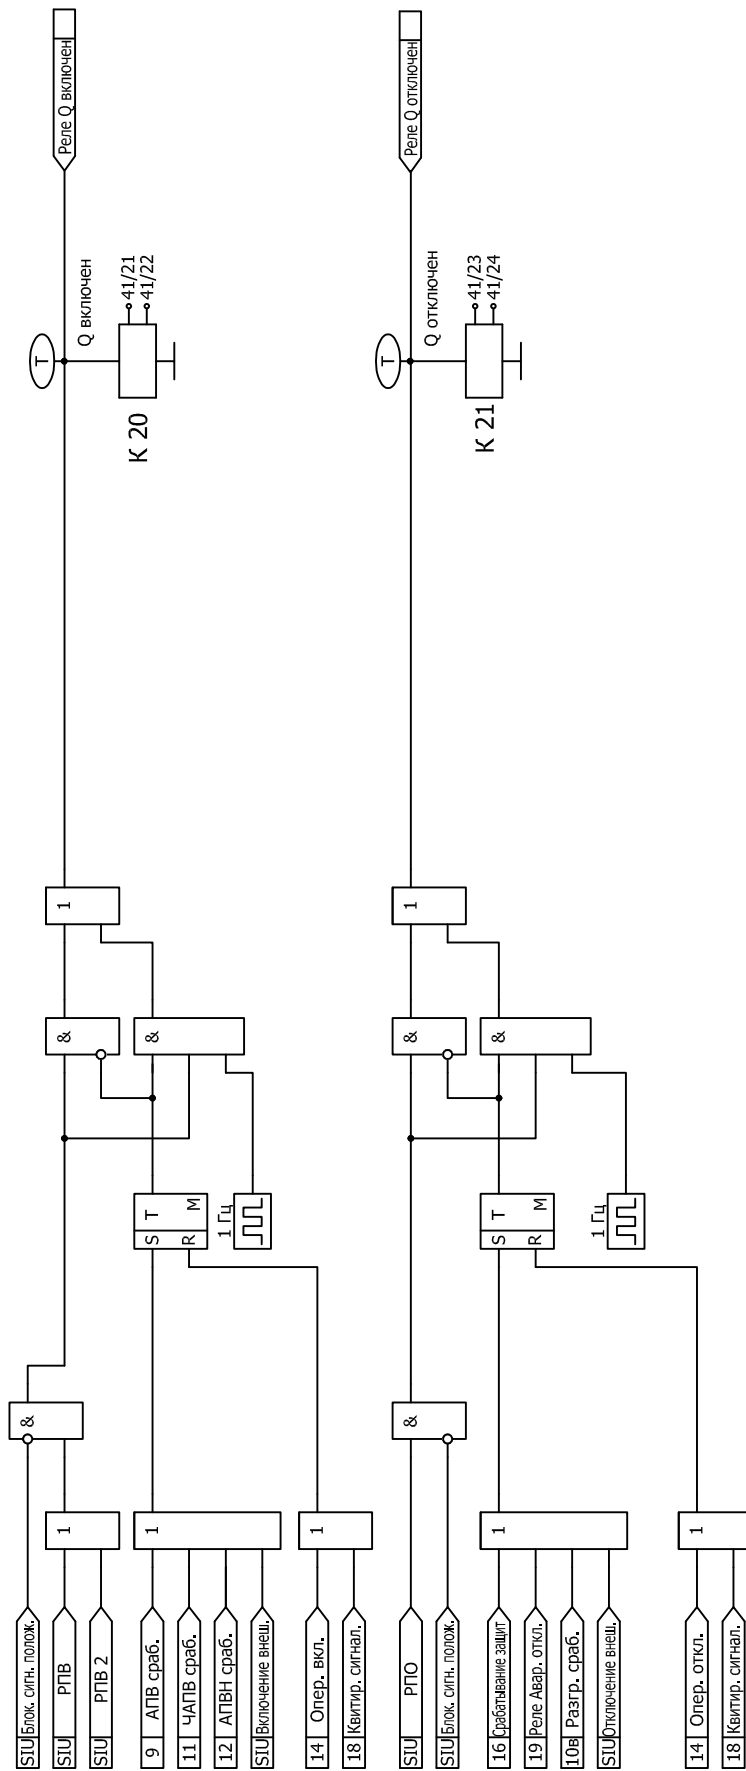 Реле Q включен
Реле Q отключен
T
Q включен
41/21
41/22
К 20
T
Q отключен
41/23
41/24
К 21
1
1
&
&
&
&
S T
R M
1 Гц
S T
R M
1 Гц
&
&
1
1
1
1
1
SIU Блок. сигн. полож.
SIU РПВ
SIU РПВ 2
9 АПВ сраб.
11 ЧАПВ сраб.
12 АПВН сраб.
SIU Включение внеш.
14 Опер. вкл.
18 Квитир. сигнал.
SIU РПО
SIU Блок. сигн. полож.
16 Срабатывание защит
19 Реле Авар. откл.
10в Разгр. сраб.
SIU Отключение внеш.
14 Опер. откл.
18 Квитир. сигнал.